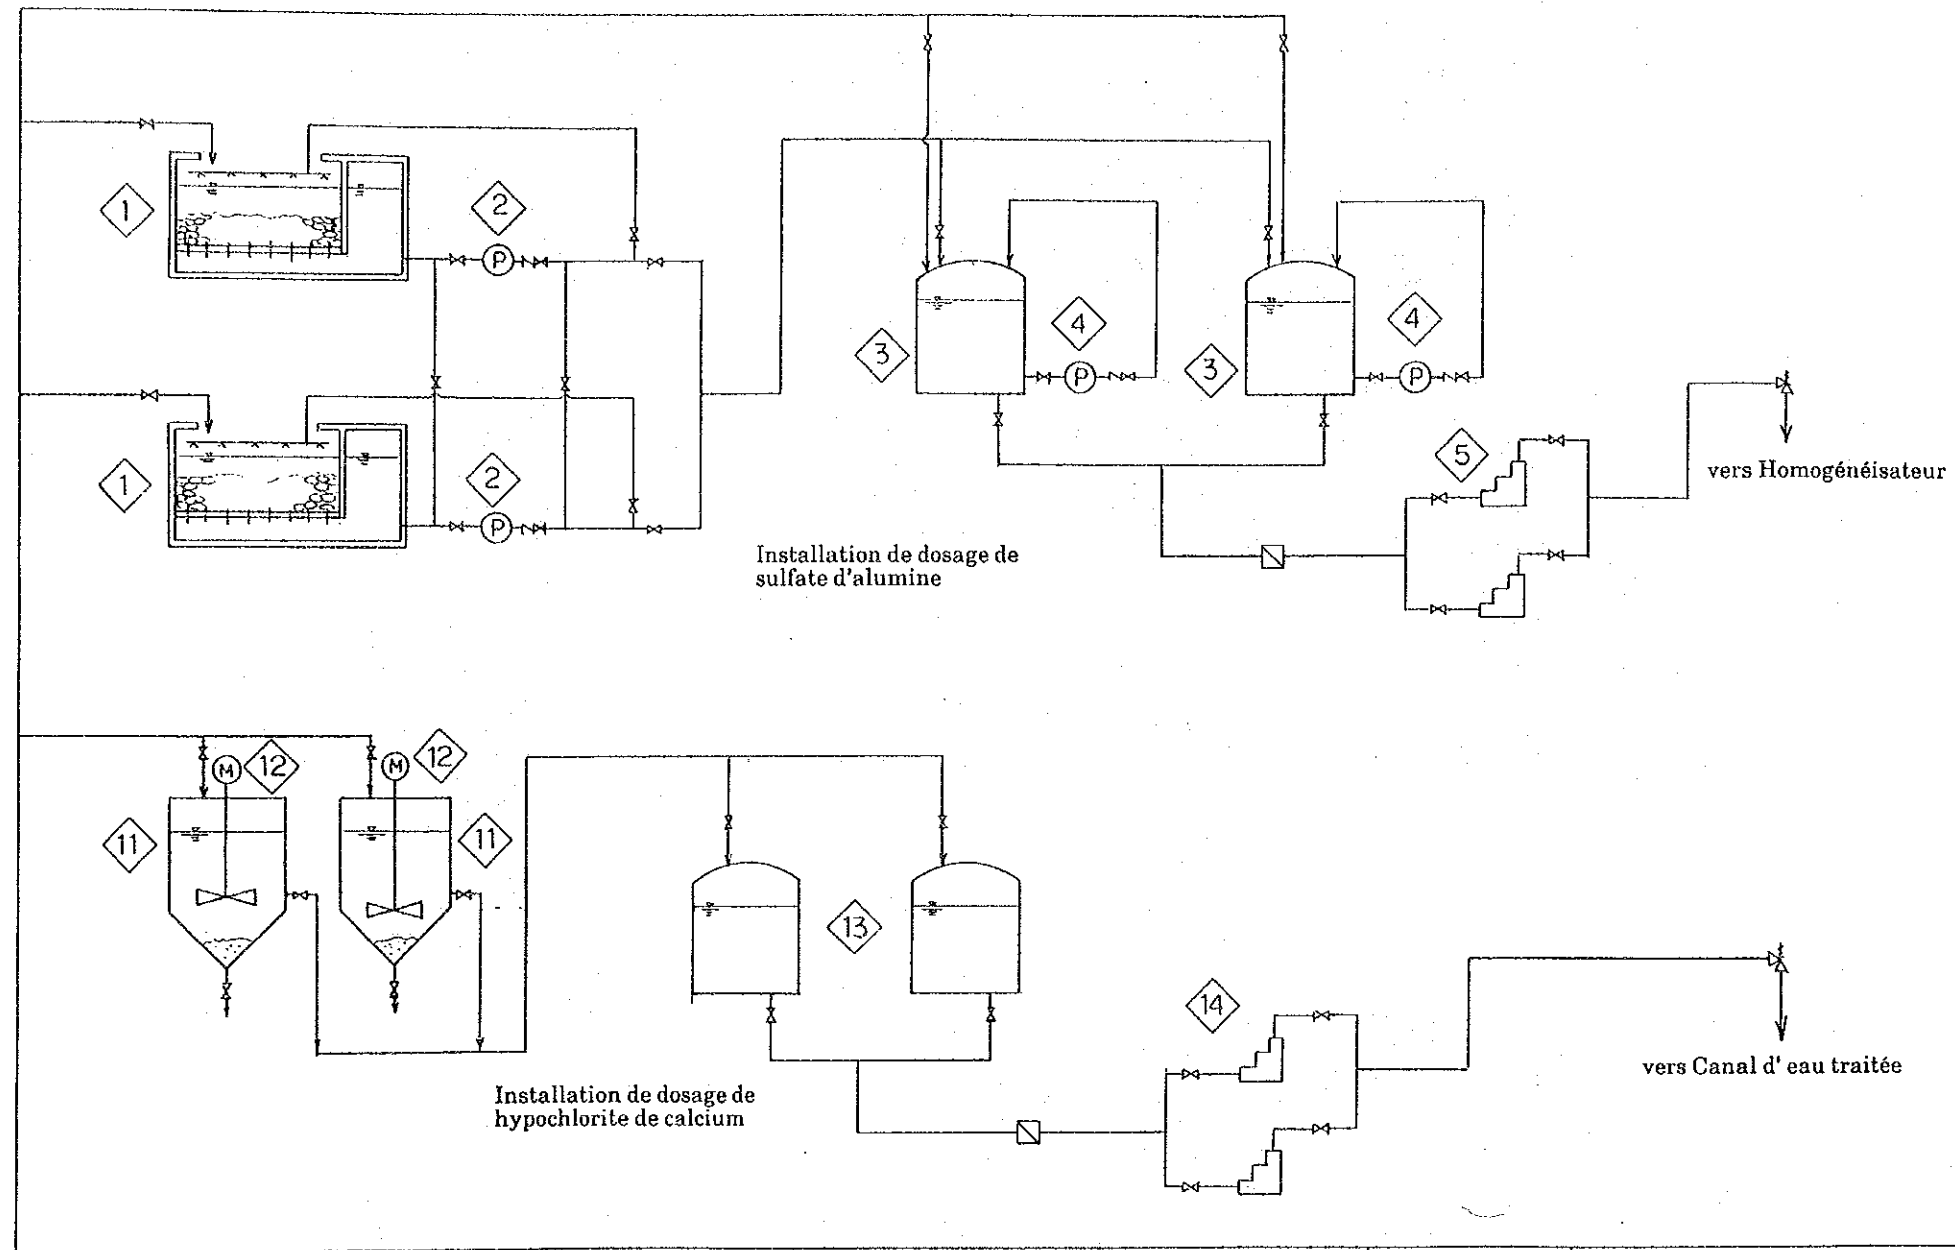 1
2
P
1
2
P
3
4
P
3
4
P
5
vers Homogénéisateur
Installation de dosage de
sulfate d'alumine
M
12
M
12
11
11
13
14
vers Canal d' eau traitée
Installation de dosage de
hypochlorite de calcium